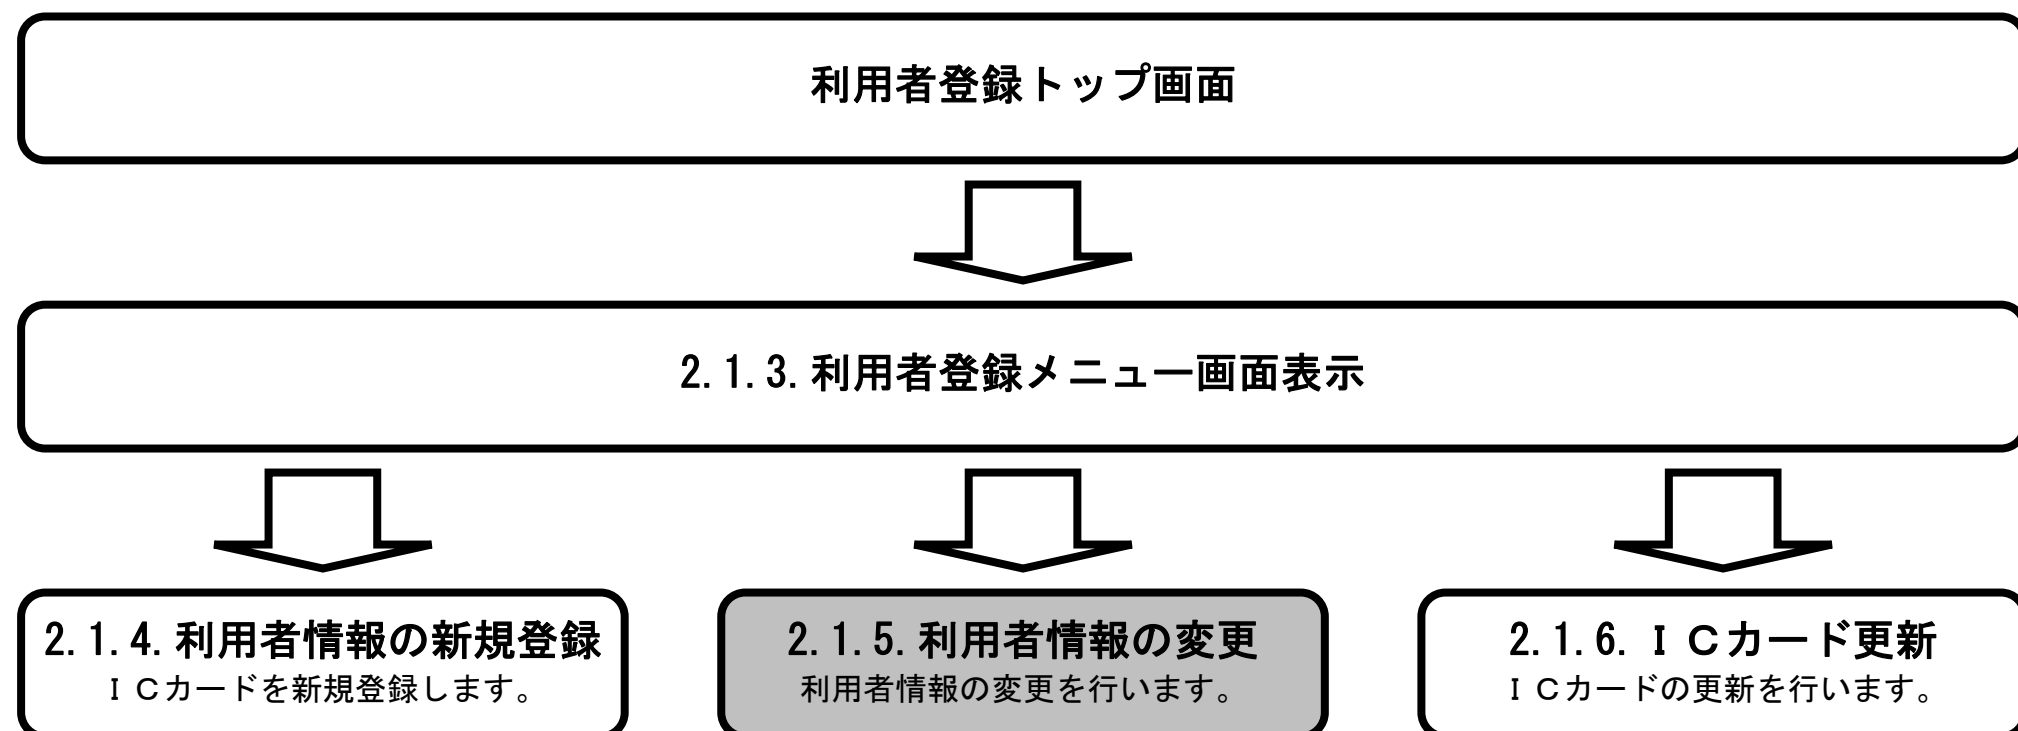 利用者登録トップ画面
2.1.3.利用者登録メニュー画面表示
2.1.4.利用者情報の新規登録
ＩＣカードを新規登録します。
2.1.5.利用者情報の変更
利用者情報の変更を行います。
2.1.6.ＩＣカード更新
ＩＣカードの更新を行います。